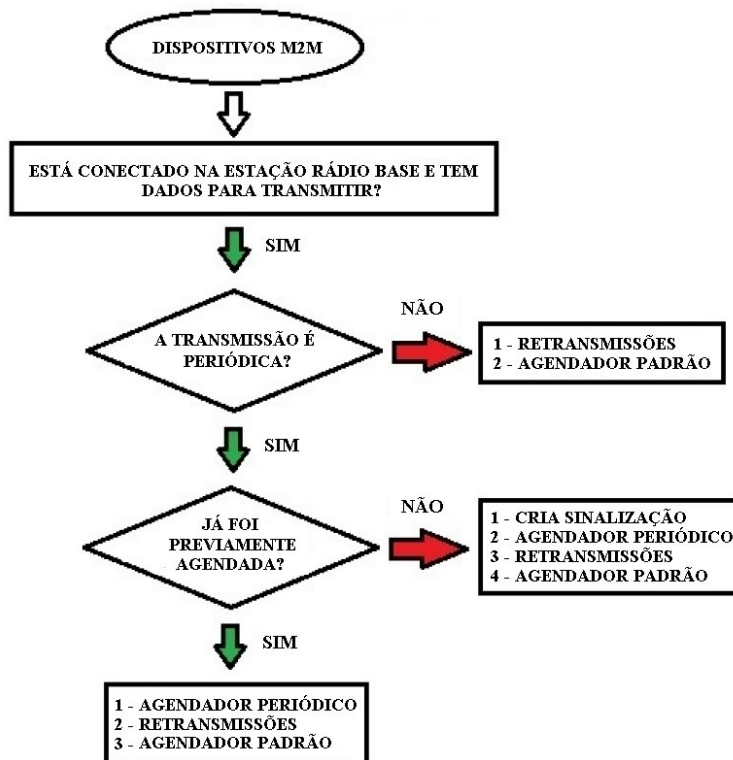 DISPOSITIVOS M2M
ESTÁ CONECTADO NA ESTAÇÃO RÁDIO BASE E TEM
DADOS PARA TRANSMITIR?
SIM
A TRANSMISSÃO É
PERIÓDICA?
NÃO
1 - RETRANSMISSÕES
2 - AGENDADOR PADRÃO
SIM
JÁ FOI
PREVIAMENTE
AGENDADA?
NÃO
1 - CRIA SINALIZAÇÃO
2 - AGENDADOR PERIÓDICO
3 - RETRANSMISSÕES
4 - AGENDADOR PADRÃO
SIM
1 - AGENDADOR PERIÓDICO
2 - RETRANSMISSÕES
3 - AGENDADOR PADRÃO